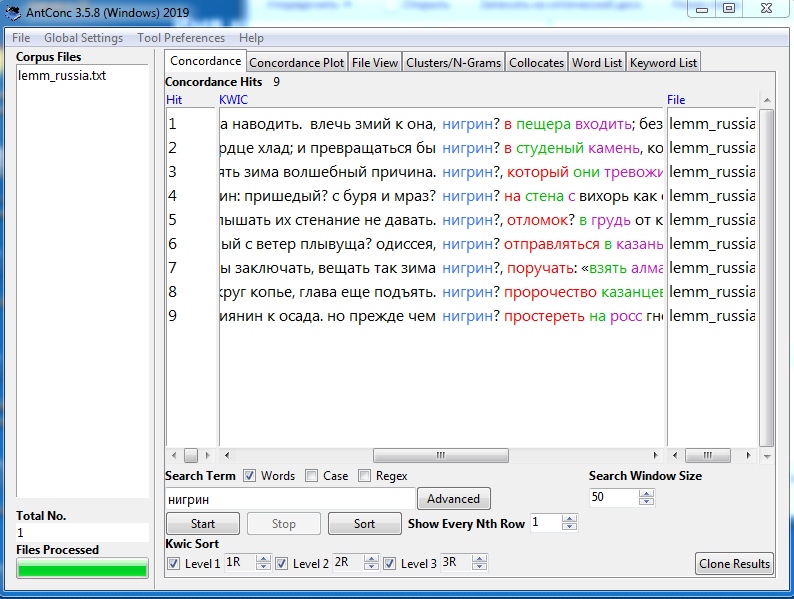 AntConc 3.5.8 (Windows) 2019
File Global Settings Tool Preferences Help
Corpus Files
lemm_russia.txt
Concordance Concordance Plot File View Clusters/N-Grams Collocates Word List Keyword List
Concordance Hits 9
Hit KWIC File
1 а наводить. влечь змий к она, нигрин? в пещера входить; без lemm_russia
2 рдце хлад; и превращаться бы нигрин? в студеный камень, ко lemm_russia
3 ять зима волшебный причина. нигрин?, который они тревожи lemm_russia
4 ин: пришедый? с буря и мраз? нигрин? на стена с вихорь как lemm_russia
5 лышать их стенание не давать. нигрин?, отломок? в грудь от к lemm_russia
6 ый с ветер плывуща? одиссея, нигрин? отправляться в казань lemm_russia
7 ы заключать, вещать так зима нигрин?, поручать: «взять алма lemm_russia
8 круг копье, глава еще подъять. нигрин? пророчество казанцев lemm_russia
9 иянин к осада. но прежде чем нигрин? простереть на росс гн lemm_russia
Search Term Words Case Regex Search Window Size
нигрин Advanced 50
Start Stop Sort Show Every Nth Row 1
Kwic Sort
Level 1 1R Level 2 2R Level 3 3R Clone Results
Total No.
1
Files Processed